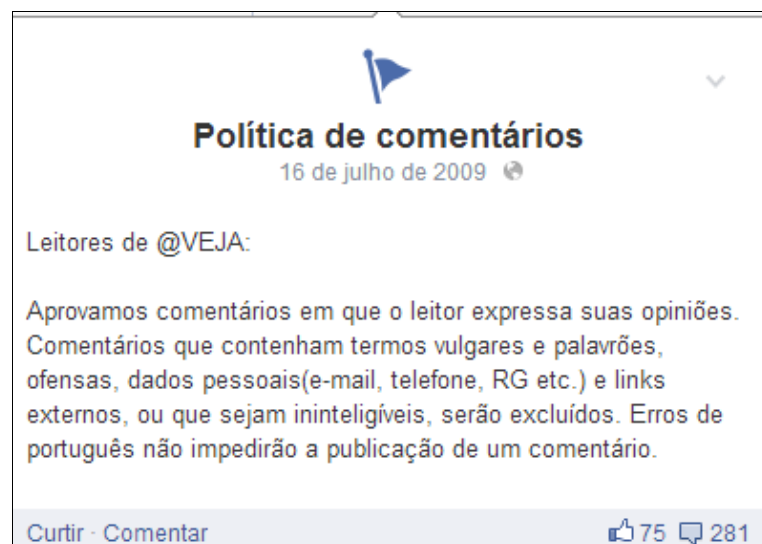 Política de comentários
16 de julho de 2009
Leitores de @VEJA:
Aprovamos comentários em que o leitor expressa suas opiniões.
Comentários que contenham termos vulgares e palavrões,
ofensas, dados pessoais(e-mail, telefone, RG etc.) e links
externos, ou que sejam ininteligíveis, serão excluídos. Erros de
português não impedirão a publicação de um comentário.
Curtir · Comentar 75 281